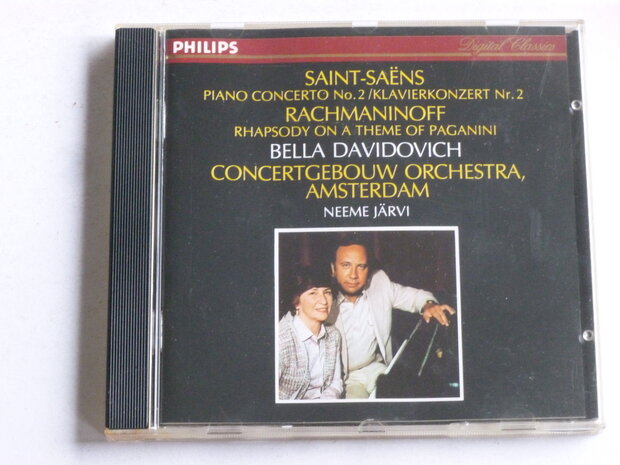 PHILIPS
Digital Classics
SAINT-SAËNS
PIANO CONCERTO No. 2/KLAVIERKONZERT Nr. 2
RACHMANINOFF
RHAPSODY ON A THEME OF PAGANINI
BELLA DAVIDOVICH
CONCERTGEBOUW ORCHESTRA,
AMSTERDAM
NEEME JÄRVI